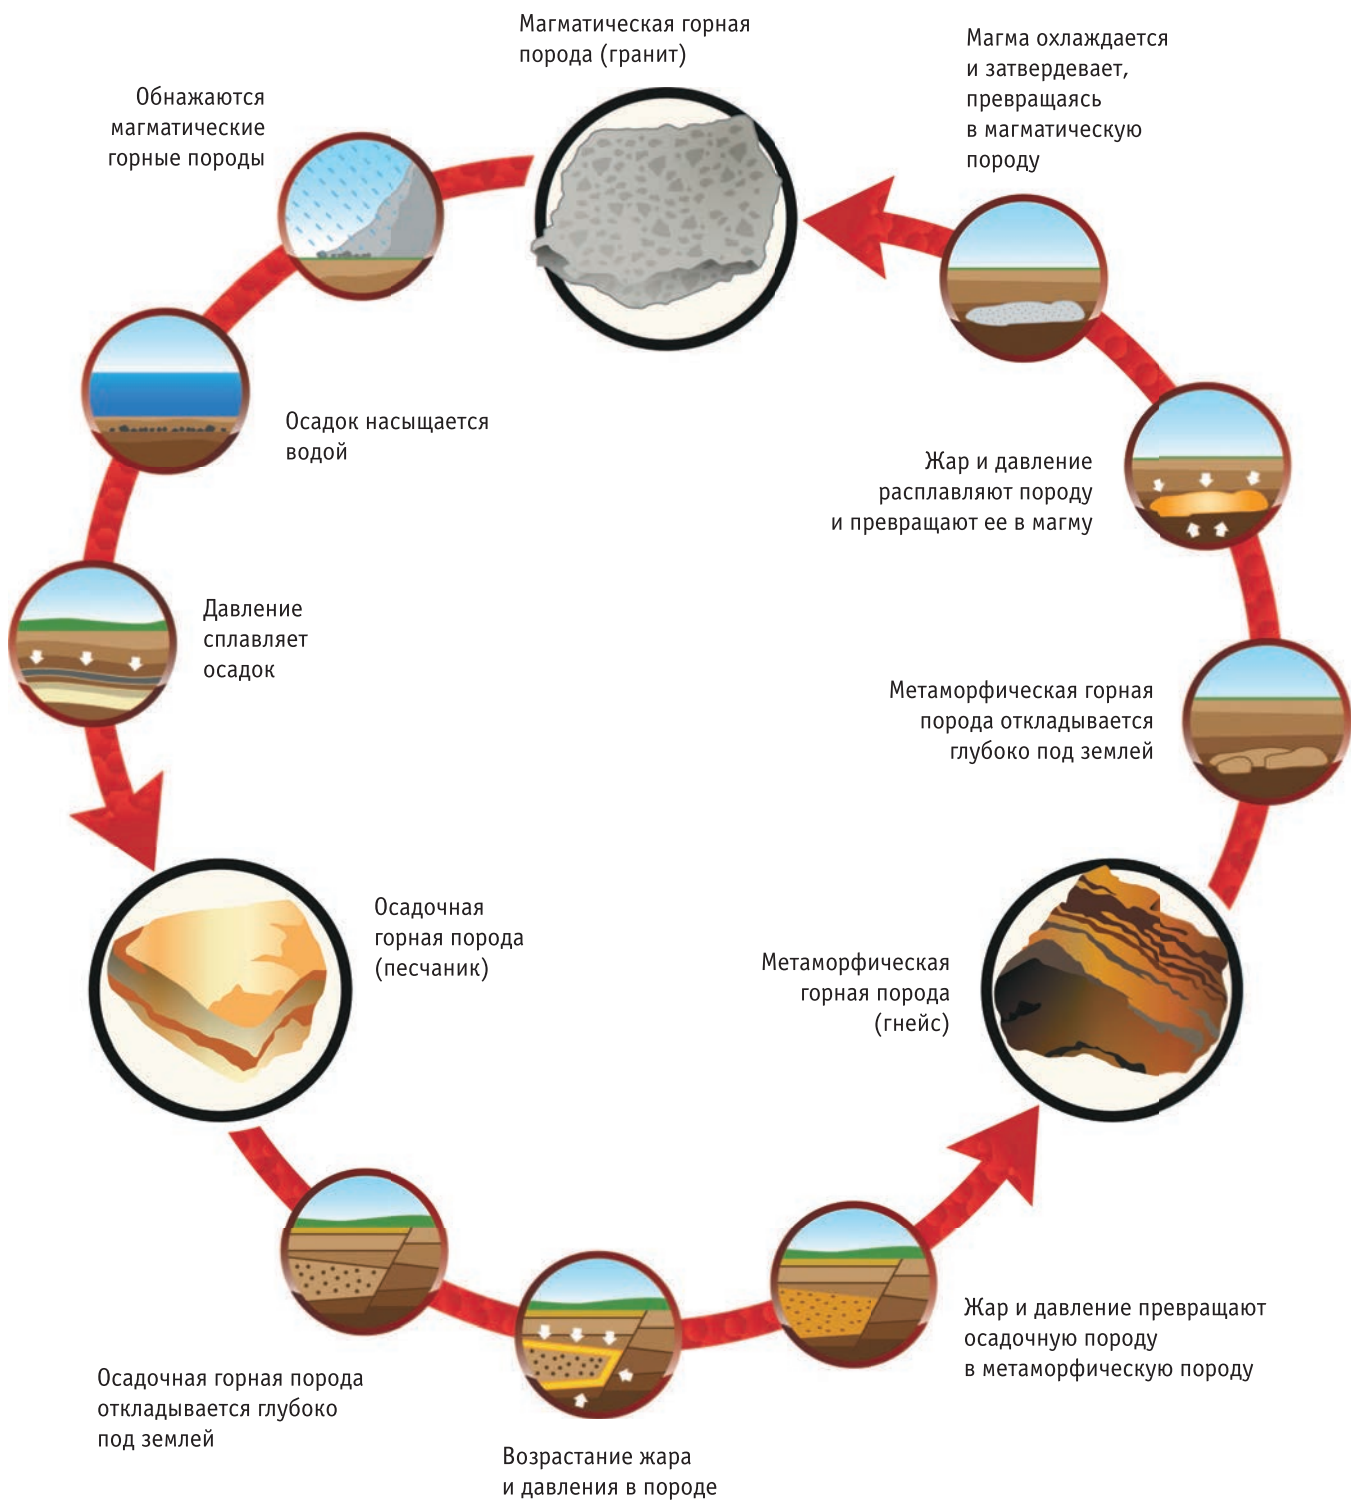 Магматическая горная
порода (гранит)
Магма охлаждается
и затвердевает,
превращаясь
в магматическую
породу
Обнажаются
магматические
горные породы
Осадок насыщается
водой
Жар и давление
расплавляют породу
и превращают ее в магму
Давление
сплавляет
осадок
Метаморфическая горная
порода откладывается
глубоко под землей
Осадочная
горная порода
(песчаник)
Метаморфическая
горная порода
(гнейс)
Жар и давление превращают
осадочную породу
в метаморфическую породу
Осадочная горная порода
откладывается глубоко
под землей
Возрастание жара
и давления в породе